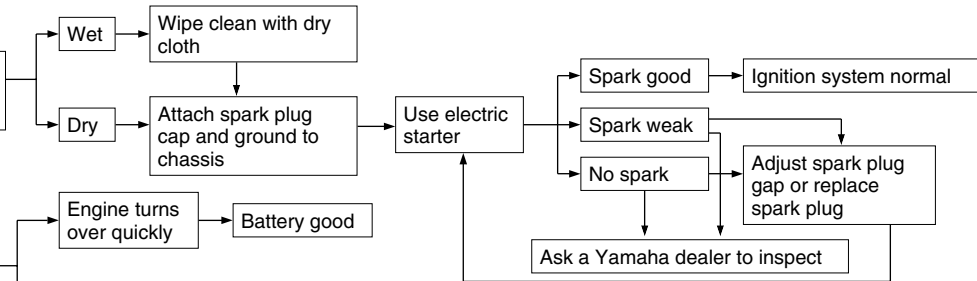 Wet
Wipe clean with dry
cloth
Dry
Attach spark plug
cap and ground to
chassis
Use electric
starter
Spark good
Ignition system normal
Spark weak
No spark
Adjust spark plug
gap or replace
spark plug
Ask a Yamaha dealer to inspect
Engine turns
over quickly
Battery good